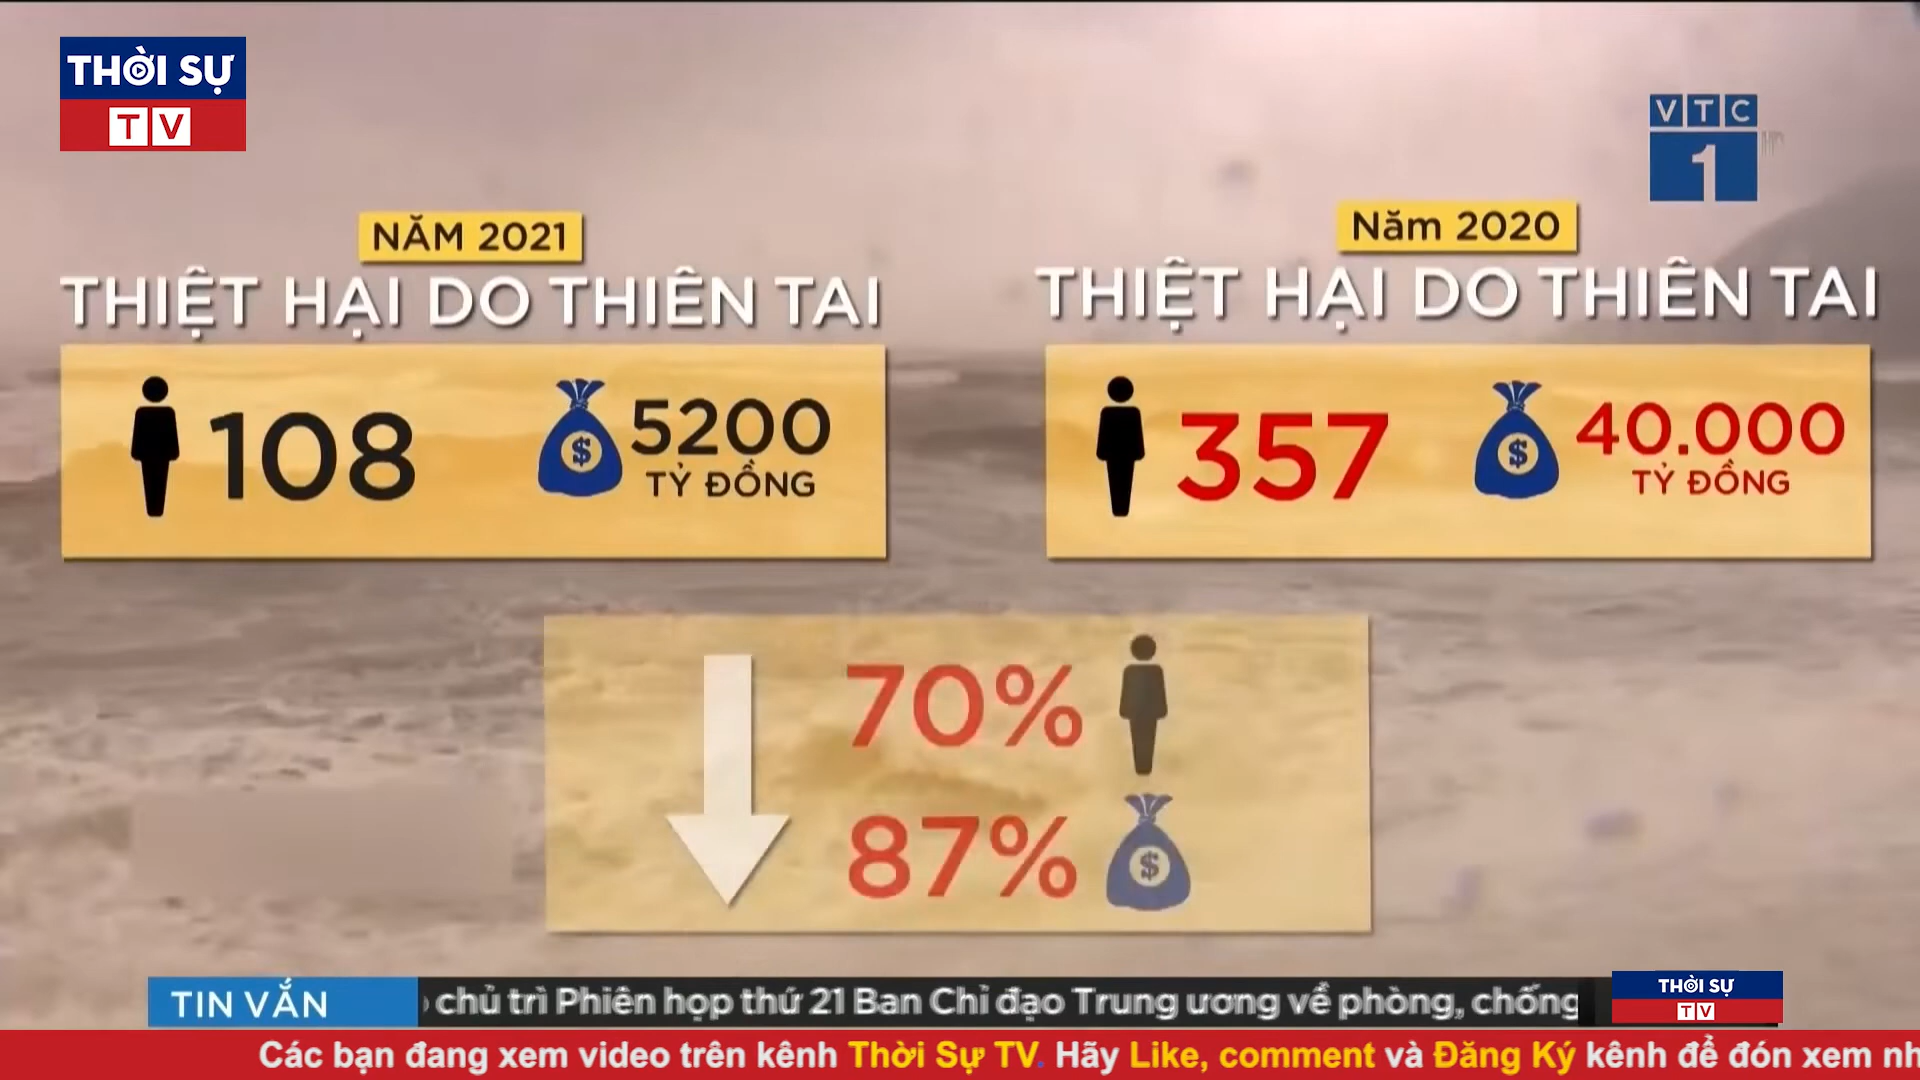 THỜI SỰ
TV
VTC
1
NĂM 2021
THIỆT HẠI DO THIÊN TAI
108
$
5200
TỶ ĐỒNG
Năm 2020
THIỆT HẠI DO THIÊN TAI
357
$
40.000
TỶ ĐỒNG
70%
87%
$
TIN VẮN
chủ trì Phiên họp thứ 21 Ban Chỉ đạo Trung ương về phòng, chống
THỜI SỰ
TV
Các bạn đang xem video trên kênh Thời Sự TV. Hãy Like, comment và Đăng Ký kênh để đón xem nh